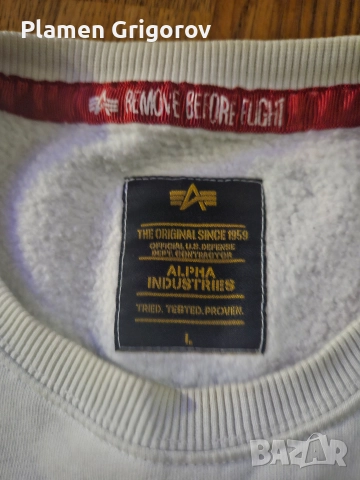 Plamen Grigorov
REMOVE BEFORE FLIGHT
THE ORIGINAL SINCE 1959
OFFICIAL U.S. DEFENSE
DEPT. CONTRACTOR
ALPHA
INDUSTRIES
TRIED. TESTED. PROVEN.
L
BAZAR